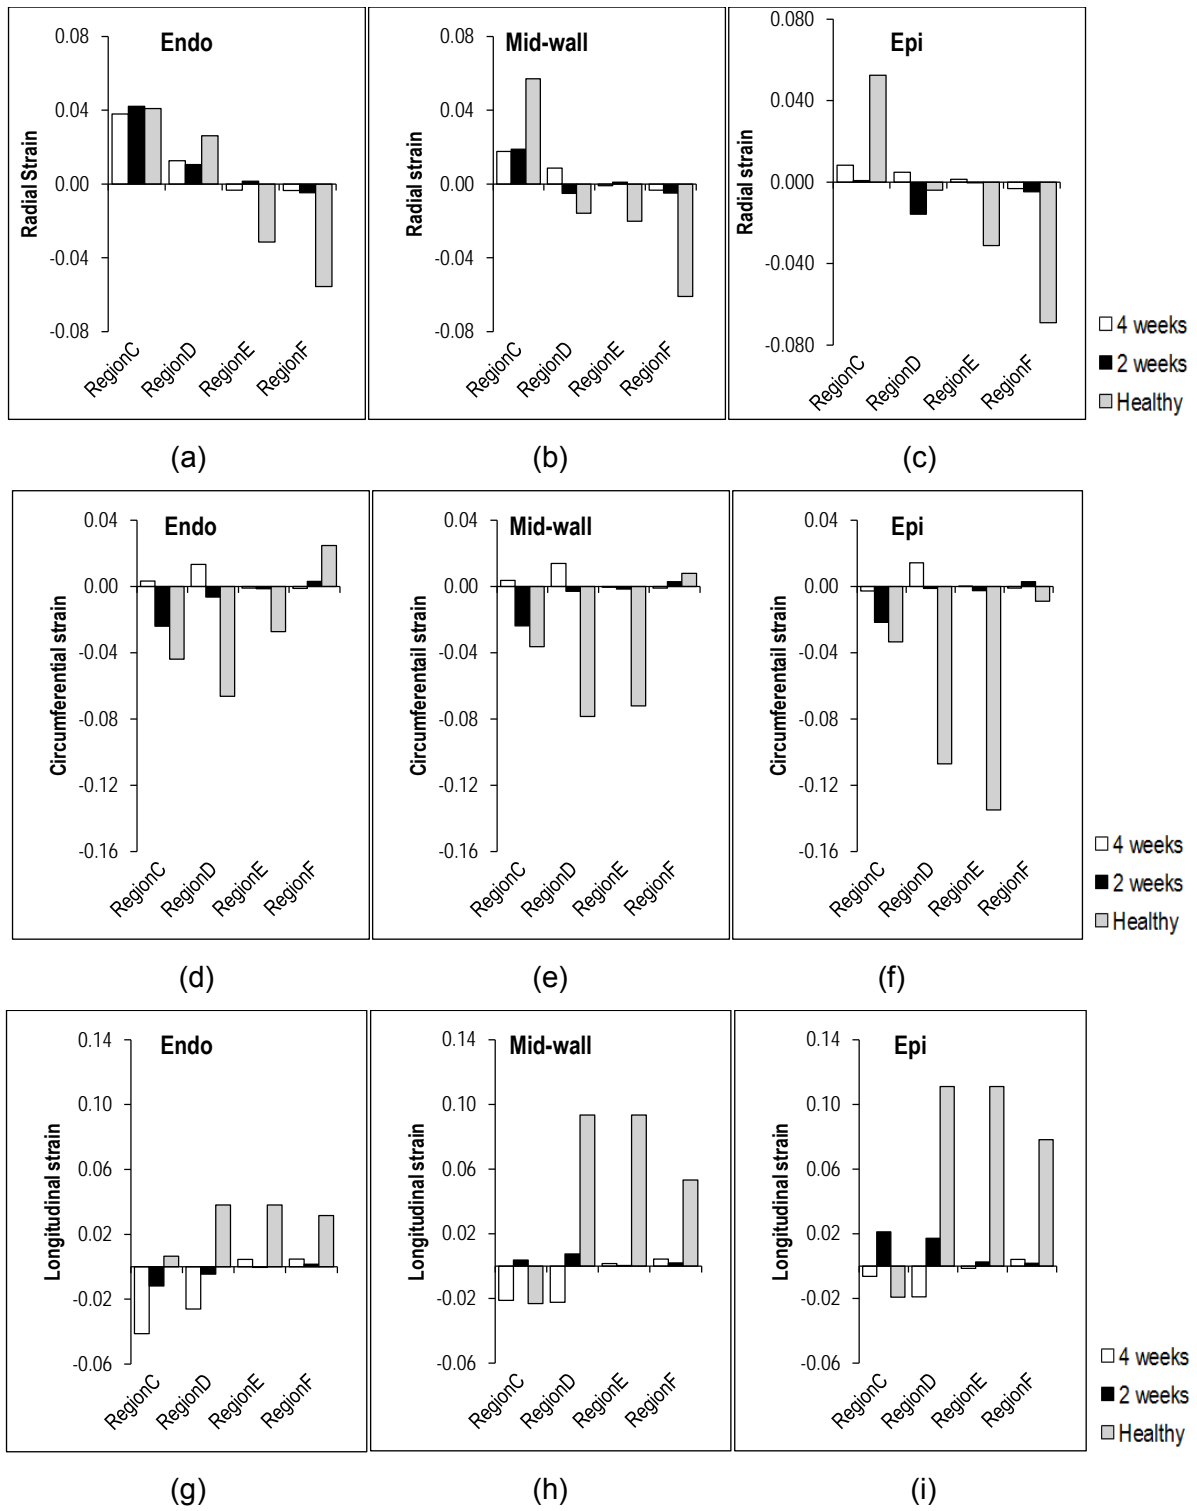 Endo
Radial Strain
0.08
0.04
0.00
-0.04
-0.08
RegionC
RegionD
RegionE
RegionF
(a)
Mid-wall
Radial strain
0.08
0.04
0.00
-0.04
-0.08
RegionC
RegionD
RegionE
RegionF
(b)
Epi
Radial strain
0.080
0.040
0.000
-0.040
-0.080
RegionC
RegionD
RegionE
RegionF
(c)
4 weeks
2 weeks
Healthy
Endo
Circumferential strain
0.04
0.00
-0.04
-0.08
-0.12
-0.16
RegionC
RegionD
RegionE
RegionF
(d)
Mid-wall
Circumferential strain
0.04
0.00
-0.04
-0.08
-0.12
-0.16
RegionC
RegionD
RegionE
RegionF
(e)
Epi
Circumferentail strain
0.04
0.00
-0.04
-0.08
-0.12
-0.16
RegionC
RegionD
RegionE
RegionF
(f)
4 weeks
2 weeks
Healthy
Endo
Longitudinal strain
0.14
0.10
0.06
0.02
-0.02
-0.06
RegionC
RegionD
RegionE
RegionF
(g)
Mid-wall
Longitudinal strain
0.14
0.10
0.06
0.02
-0.02
-0.06
RegionC
RegionD
RegionE
RegionF
(h)
Epi
Longitudinal strain
0.14
0.10
0.06
0.02
-0.02
-0.06
RegionC
RegionD
RegionE
RegionF
(i)
4 weeks
2 weeks
Healthy